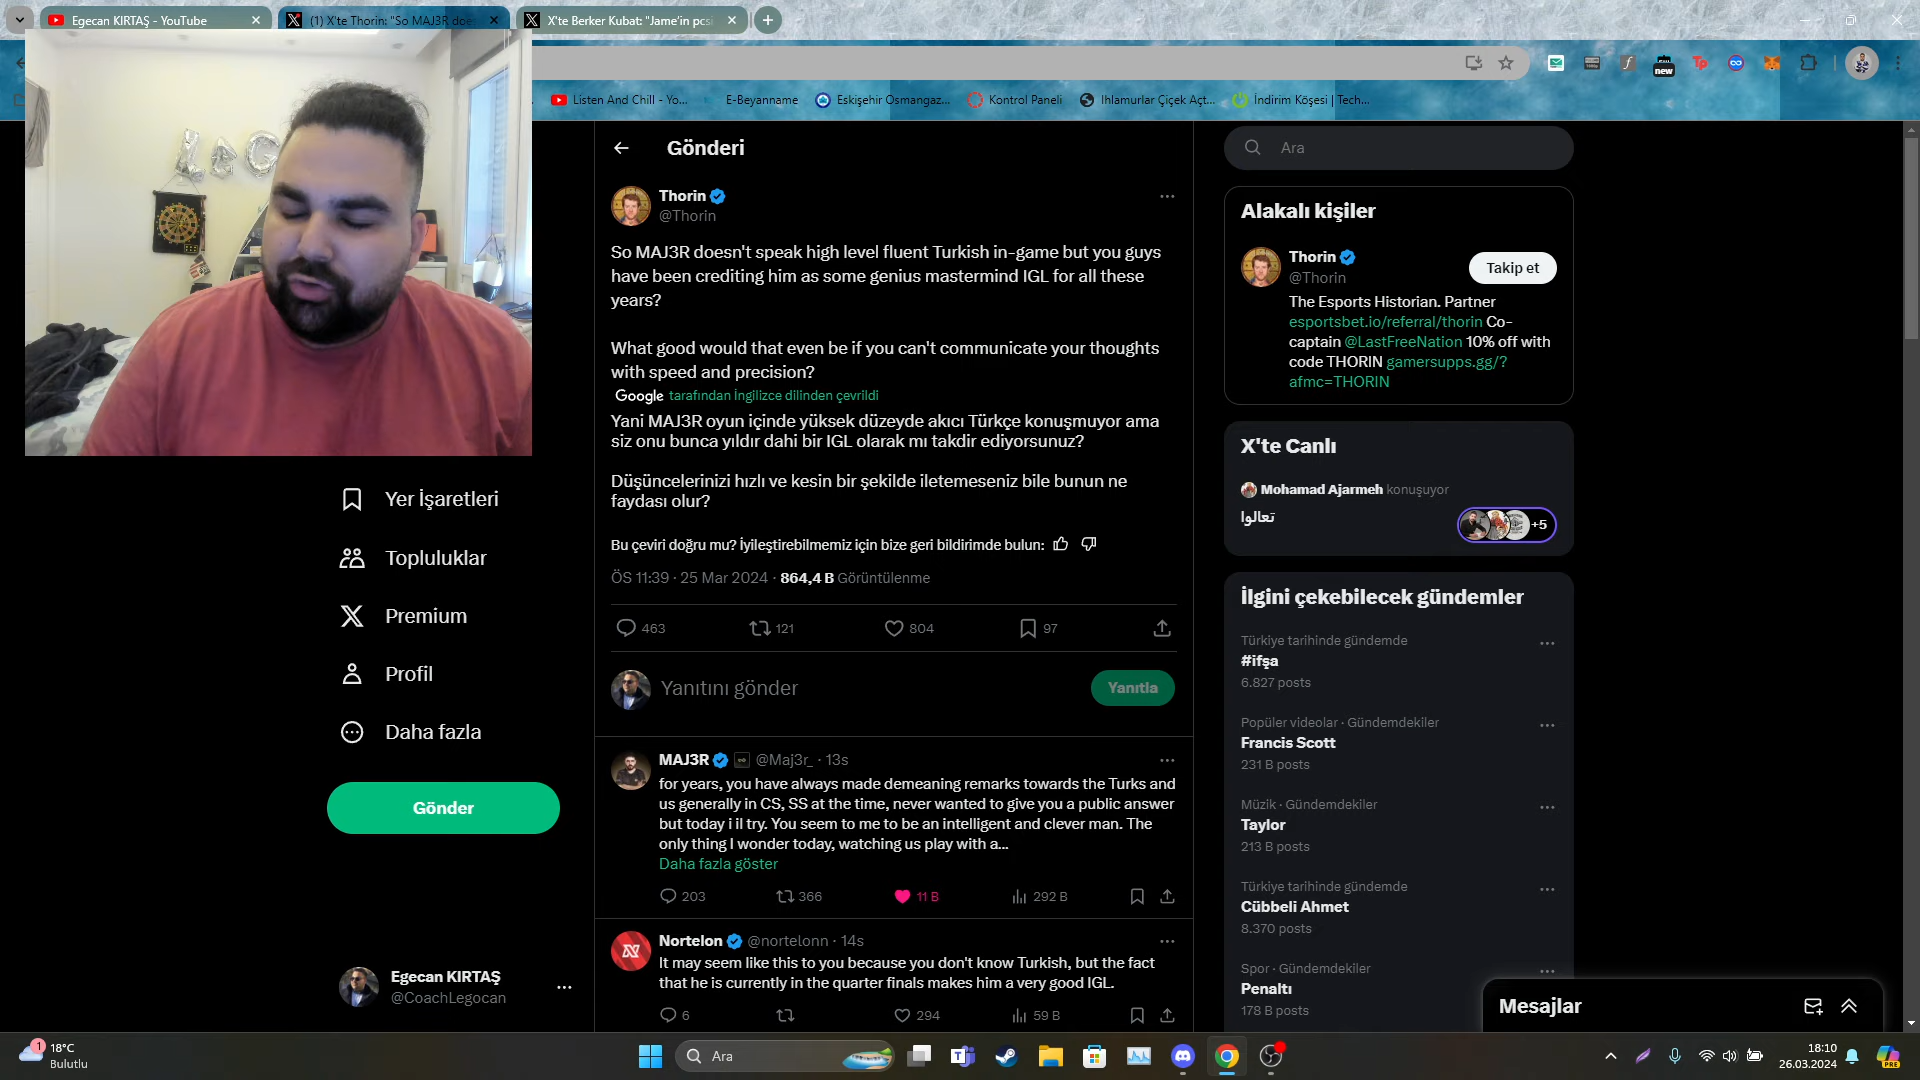 Egecan KIRTAŞ - YouTube
(1) X'te Thorin: "So MAJ3R does
X'te Berker Kubat: "Jame'in pcsi
Listen And Chill - Yo...
E-Beyanname
Eskişehir Osmangaz...
Kontrol Paneli
Ihlamurlar Çiçek Açt...
İndirim Köşesi | Tech...
new
Tp
Gönderi
Thorin
@Thorin
So MAJ3R doesn't speak high level fluent Turkish in-game but you guys
have been crediting him as some genius mastermind IGL for all these
years?
What good would that even be if you can't communicate your thoughts
with speed and precision?
Google tarafından İngilizce dilinden çevrildi
Yani MAJ3R oyun içinde yüksek düzeyde akıcı Türkçe konuşmuyor ama
siz onu bunca yıldır dahi bir IGL olarak mı takdir ediyorsunuz?
Düşüncelerinizi hızlı ve kesin bir şekilde iletemeseniz bile bunun ne
faydası olur?
Bu çeviri doğru mu? İyileştirebilmemiz için bize geri bildirimde bulun:
ÖS 11:39 · 25 Mar 2024 · 864,4 B Görüntülenme
463 121 804 97
Yanıtını gönder
Yanıtla
MAJ3R @Maj3r_ · 13s
for years, you have always made demeaning remarks towards the Turks and
us generally in CS, SS at the time, never wanted to give you a public answer
but today i il try. You seem to me to be an intelligent and clever man. The
only thing I wonder today, watching us play with a...
Daha fazla göster
203 366 11 B 292 B
Nortelon @nortelonn · 14s
It may seem like this to you because you don't know Turkish, but the fact
that he is currently in the quarter finals makes him a very good IGL.
6 294 59 B
Yer İşaretleri
Topluluklar
Premium
Profil
Daha fazla
Gönder
Egecan KIRTAŞ
@CoachLegocan
Ara
Alakalı kişiler
Thorin
@Thorin
Takip et
The Esports Historian. Partner
esportsbet.io/referral/thorin Co-
captain @LastFreeNation 10% off with
code THORIN gamersupps.gg/?
afmc=THORIN
X'te Canlı
Mohamad Ajarmeh konuşuyor
تعالوا
+5
İlgini çekebilecek gündemler
Türkiye tarihinde gündemde
#ifşa
6.827 posts
Popüler videolar · Gündemdekiler
Francis Scott
231 B posts
Müzik · Gündemdekiler
Taylor
213 B posts
Türkiye tarihinde gündemde
Cübbeli Ahmet
8.370 posts
Spor · Gündemdekiler
Penaltı
178 B posts
Mesajlar
1
18°C
Bulutlu
Ara
18:10
26.03.2024
PRE